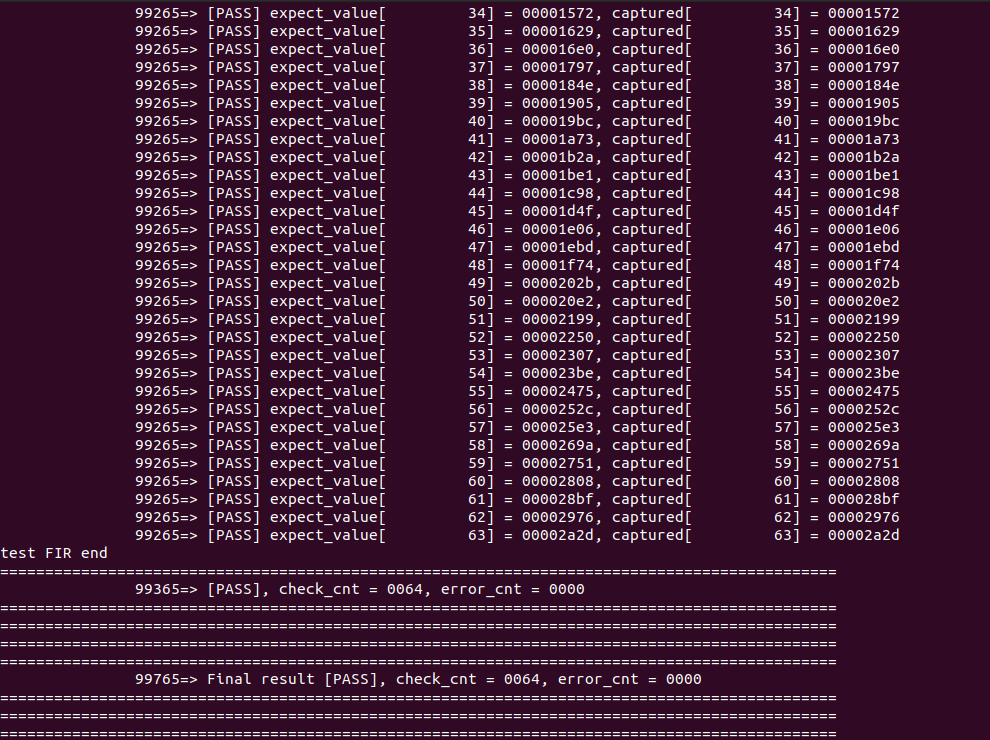 99265=> [PASS] expect_value[         34] = 00001572, captured[         34] = 00001572
99265=> [PASS] expect_value[         35] = 00001629, captured[         35] = 00001629
99265=> [PASS] expect_value[         36] = 000016e0, captured[         36] = 000016e0
99265=> [PASS] expect_value[         37] = 00001797, captured[         37] = 00001797
99265=> [PASS] expect_value[         38] = 0000184e, captured[         38] = 0000184e
99265=> [PASS] expect_value[         39] = 00001905, captured[         39] = 00001905
99265=> [PASS] expect_value[         40] = 000019bc, captured[         40] = 000019bc
99265=> [PASS] expect_value[         41] = 00001a73, captured[         41] = 00001a73
99265=> [PASS] expect_value[         42] = 00001b2a, captured[         42] = 00001b2a
99265=> [PASS] expect_value[         43] = 00001be1, captured[         43] = 00001be1
99265=> [PASS] expect_value[         44] = 00001c98, captured[         44] = 00001c98
99265=> [PASS] expect_value[         45] = 00001d4f, captured[         45] = 00001d4f
99265=> [PASS] expect_value[         46] = 00001e06, captured[         46] = 00001e06
99265=> [PASS] expect_value[         47] = 00001ebd, captured[         47] = 00001ebd
99265=> [PASS] expect_value[         48] = 00001f74, captured[         48] = 00001f74
99265=> [PASS] expect_value[         49] = 0000202b, captured[         49] = 0000202b
99265=> [PASS] expect_value[         50] = 000020e2, captured[         50] = 000020e2
99265=> [PASS] expect_value[         51] = 00002199, captured[         51] = 00002199
99265=> [PASS] expect_value[         52] = 00002250, captured[         52] = 00002250
99265=> [PASS] expect_value[         53] = 00002307, captured[         53] = 00002307
99265=> [PASS] expect_value[         54] = 000023be, captured[         54] = 000023be
99265=> [PASS] expect_value[         55] = 00002475, captured[         55] = 00002475
99265=> [PASS] expect_value[         56] = 0000252c, captured[         56] = 0000252c
99265=> [PASS] expect_value[         57] = 000025e3, captured[         57] = 000025e3
99265=> [PASS] expect_value[         58] = 0000269a, captured[         58] = 0000269a
99265=> [PASS] expect_value[         59] = 00002751, captured[         59] = 00002751
99265=> [PASS] expect_value[         60] = 00002808, captured[         60] = 00002808
99265=> [PASS] expect_value[         61] = 000028bf, captured[         61] = 000028bf
99265=> [PASS] expect_value[         62] = 00002976, captured[         62] = 00002976
99265=> [PASS] expect_value[         63] = 00002a2d, captured[         63] = 00002a2d
test FIR end
=============================================================================================
99365=> [PASS], check_cnt = 0064, error_cnt = 0000
=============================================================================================
=============================================================================================
=============================================================================================
=============================================================================================
99765=> Final result [PASS], check_cnt = 0064, error_cnt = 0000
=============================================================================================
=============================================================================================
=============================================================================================